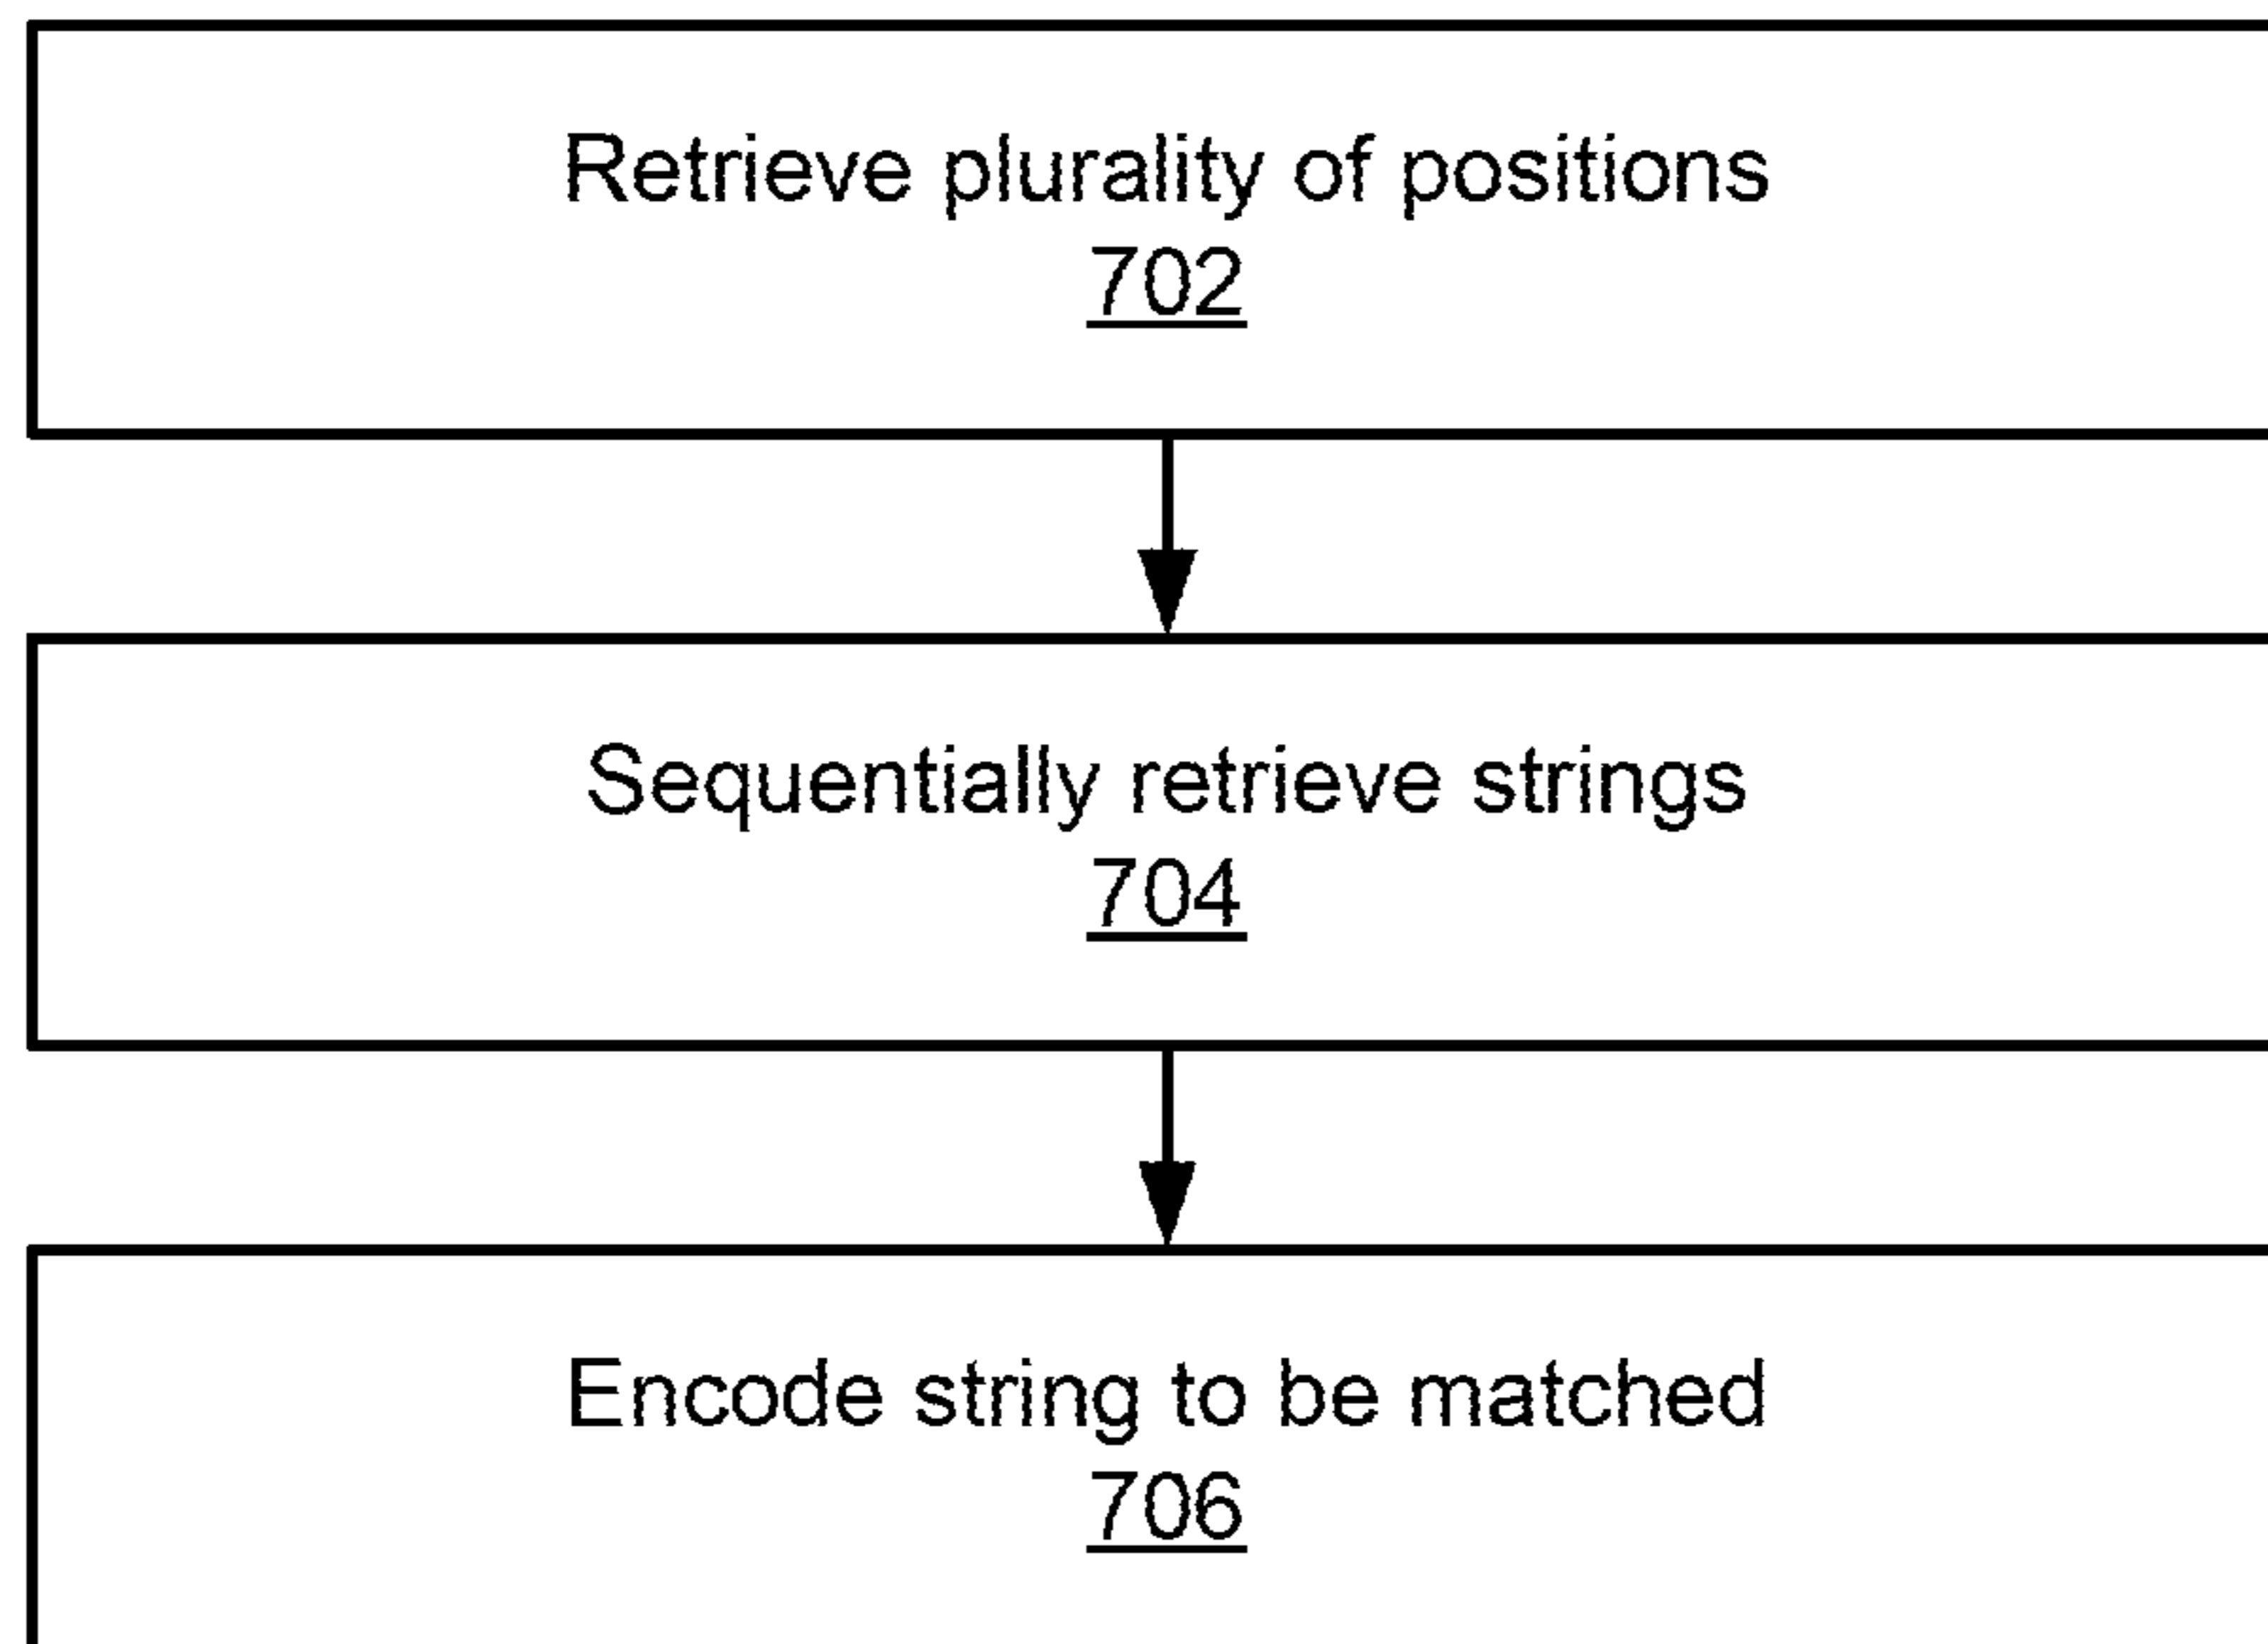 Retrieve plurality of positions
702
Sequentially retrieve strings
704
Encode string to be matched
706